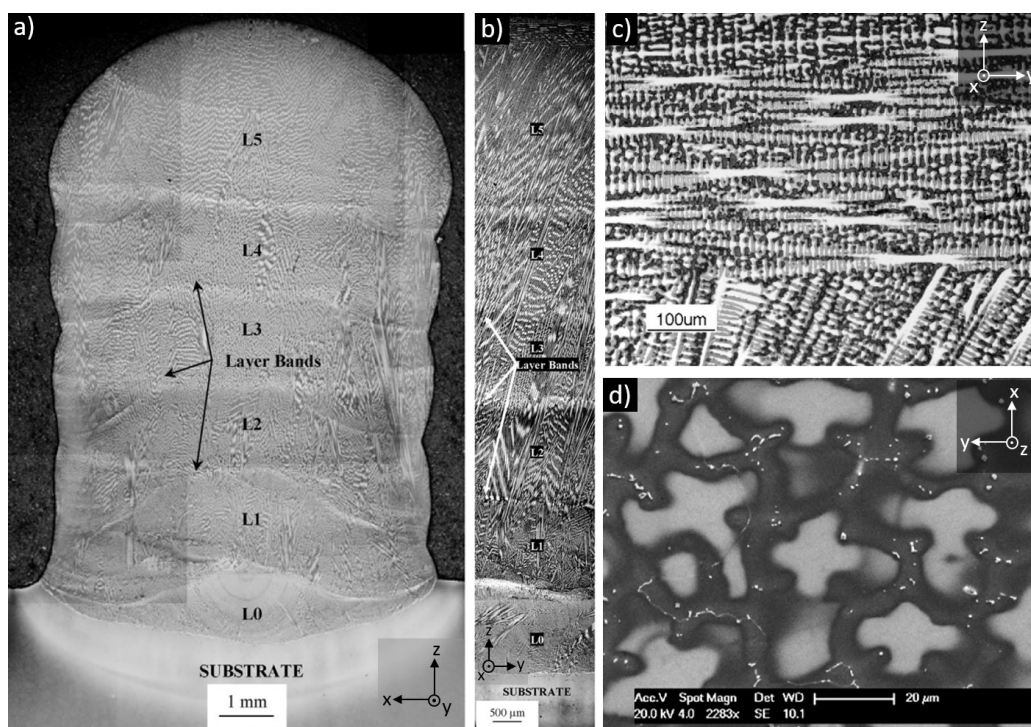 a)
L5
L4
L3
Layer Bands
L2
L1
L0
SUBSTRATE
1 mm
z
x
y
b)
L5
L4
L3
Layer Bands
L2
L1
L0
z
x
y
SUBSTRATE
500 µm
c)
z
x
y
100um
d)
x
y
z
Acc.V Spot Magn Det WD
20.0 kV 4.0 2283x SE 10.1
20 µm